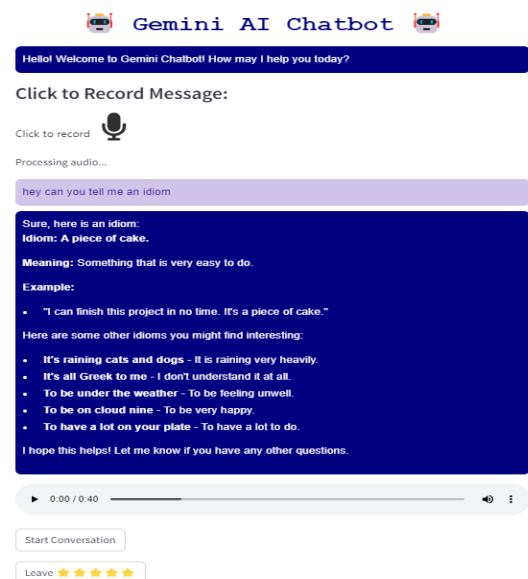 Gemini AI Chatbot
Hello! Welcome to Gemini Chatbot! How may I help you today?
Click to Record Message:
Click to record
Processing audio...
hey can you tell me an idiom
Sure, here is an idiom:
Idiom: A piece of cake.
Meaning: Something that is very easy to do.
Example:
• "I can finish this project in no time. It's a piece of cake."
Here are some other idioms you might find interesting:
• It's raining cats and dogs - It is raining very heavily.
• It's all Greek to me - I don't understand it at all.
• To be under the weather - To be feeling unwell.
• To be on cloud nine - To be very happy.
• To have a lot on your plate - To have a lot to do.
I hope this helps! Let me know if you have any other questions.
0:00 / 0:40
Start Conversation
Leave ⭐⭐⭐⭐⭐